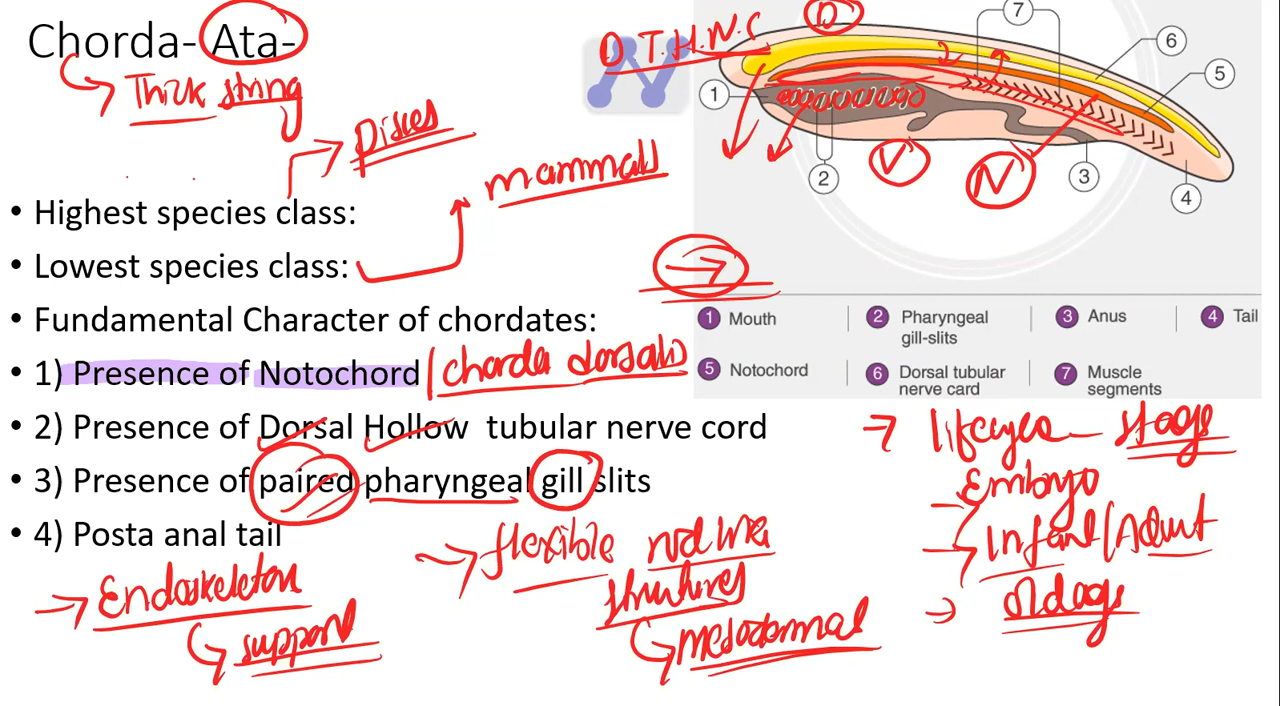 Chorda- Ata-
Thick string
Pisces
mammals
• Highest species class:
• Lowest species class:
• Fundamental Character of chordates:
• 1) Presence of Notochord / chorda dorsalis
• 2) Presence of Dorsal Hollow tubular nerve cord
• 3) Presence of paired pharyngeal gill slits
• 4) Posta anal tail
Endoskeleton
support
flexible rod like
structures
mesodermal
D.T.H.N.C
D
7
6
5
1
2
V
N
3
4
1 Mouth
2 Pharyngeal
gill-slits
3 Anus
4 Tail
5 Notochord
6 Dorsal tubular
nerve card
7 Muscle
segments
stage
Embryo
Infant/Adult
oldage